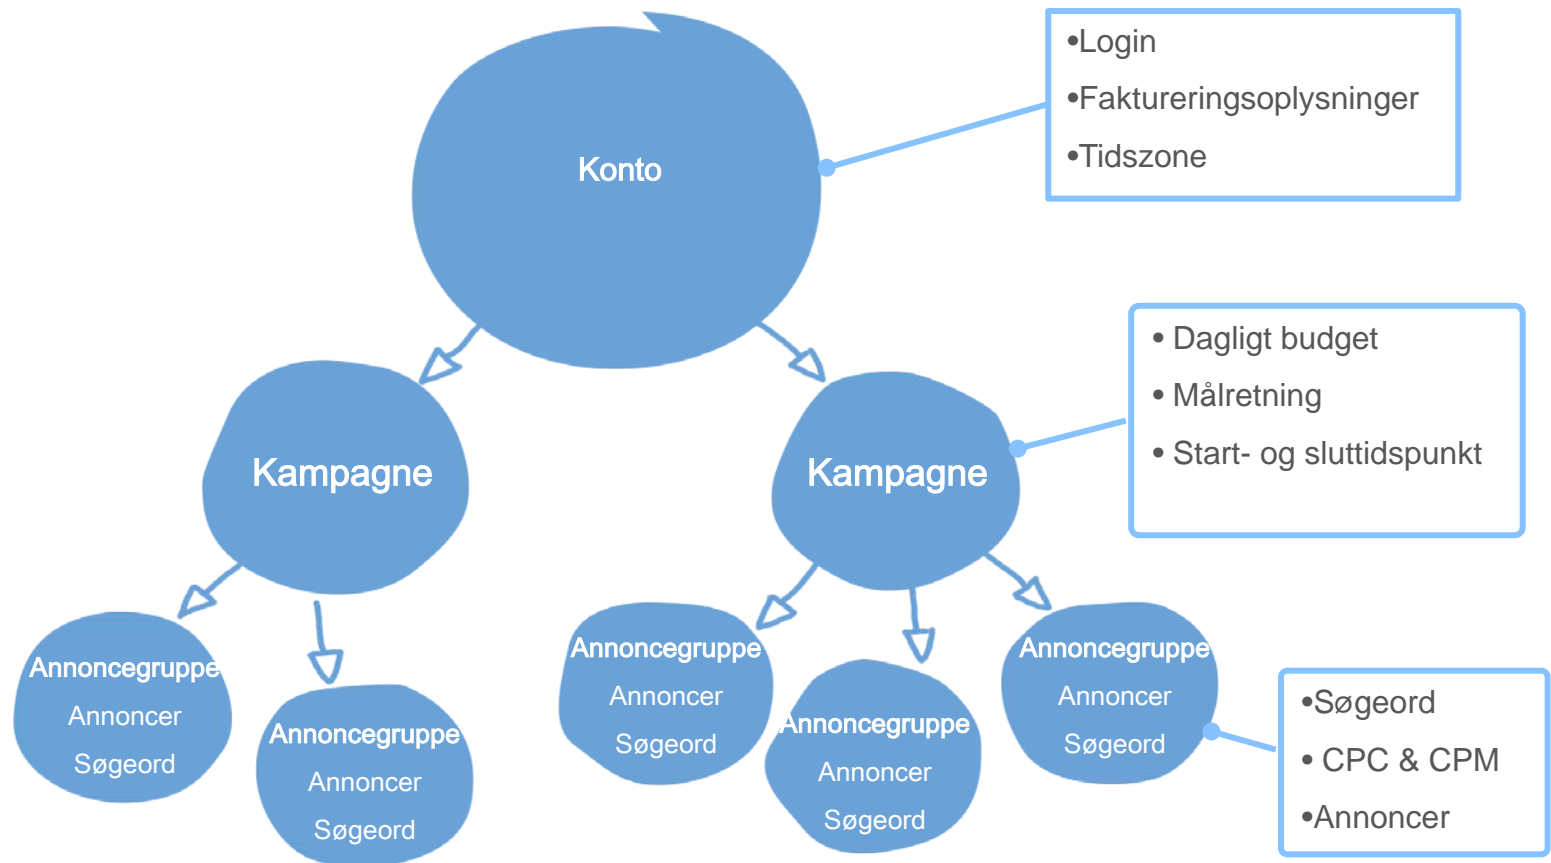 Konto
•Login
•Faktureringsoplysninger
•Tidszone
Kampagne
Kampagne
• Dagligt budget
• Målretning
• Start- og sluttidspunkt
Annoncegruppe
Annoncer
Søgeord
Annoncegruppe
Annoncer
Søgeord
Annoncegruppe
Annoncer
Søgeord
Annoncegruppe
Annoncer
Søgeord
Annoncegruppe
Annoncer
Søgeord
•Søgeord
• CPC & CPM
•Annoncer